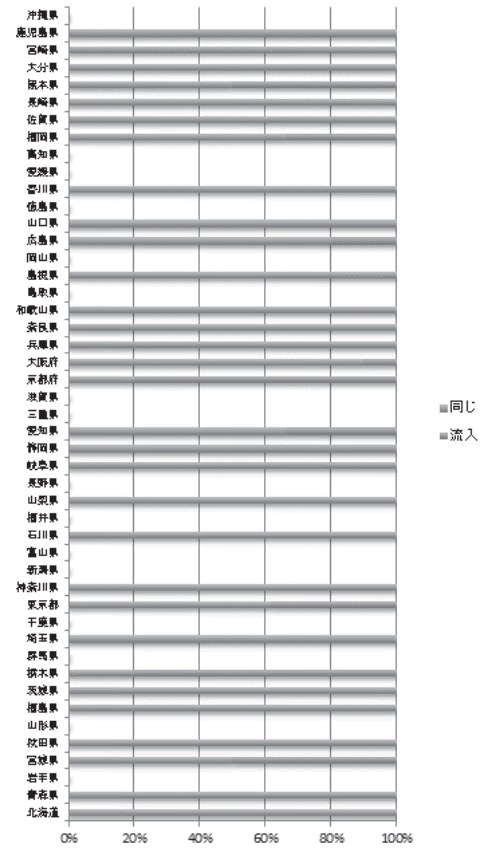 沖縄県
鹿児島県
宮崎県
大分県
熊本県
長崎県
佐賀県
福岡県
高知県
愛媛県
香川県
徳島県
山口県
広島県
岡山県
島根県
鳥取県
和歌山県
奈良県
兵庫県
大阪府
京都府
滋賀県
三重県
愛知県
静岡県
岐阜県
長野県
山梨県
福井県
石川県
富山県
新潟県
神奈川県
東京都
千葉県
埼玉県
群馬県
栃木県
茨城県
福島県
山形県
秋田県
宮城県
岩手県
青森県
北海道
0% 20% 40% 60% 80% 100%
同じ
流入